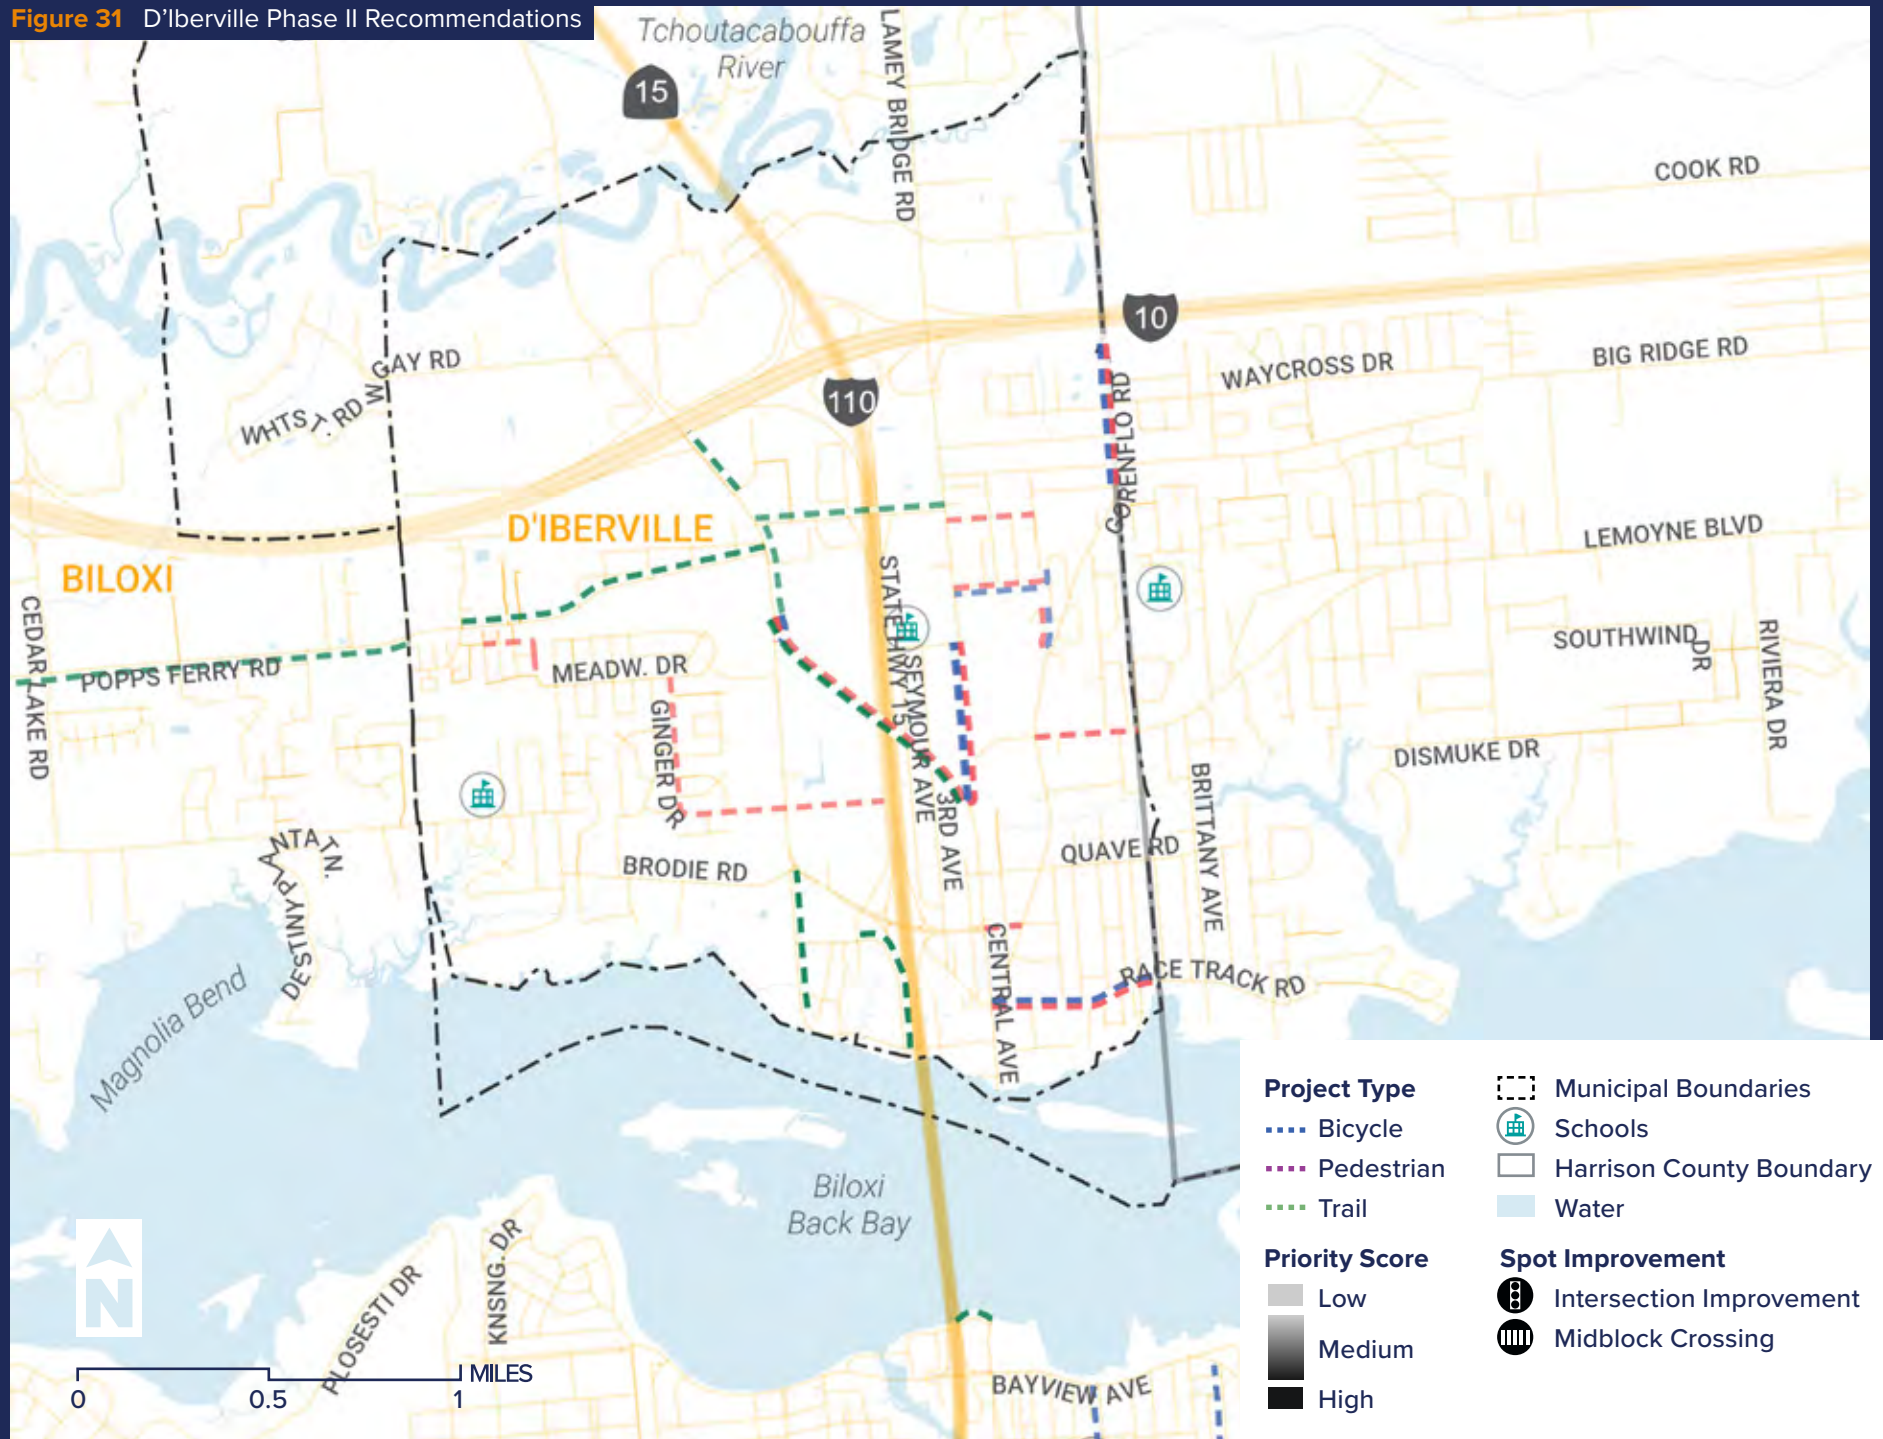 Figure 31 D'Iberville Phase II Recommendations
Tchoutacabouffa
River
LAMEY BRIDGE RD
15
COOK RD
10
GAY RD
W
WHTS T. RD
110
WAYCROSS DR
BIG RIDGE RD
GORENFLO RD
D'IBERVILLE
LEMOYNE BLVD
BILOXI
STATE HWY 15
CEDAR LAKE RD
POPPS FERRY RD
MEADW. DR
SOUTHWIND DR
RIVIERA DR
SEYMOUR AVE
GINGER DR
DISMUKE DR
BRITTANY AVE
3RD AVE
QUAVE RD
DESTINY PLANTATN.
BRODIE RD
CENTRAL AVE
RACE TRACK RD
Magnolia Bend
Biloxi
Back Bay
KNSNG. DR
PLOSESTI DR
BAYVIEW AVE
N
0 0.5 1 MILES
Project Type
Bicycle
Pedestrian
Trail
Priority Score
Low
Medium
High
Municipal Boundaries
Schools
Harrison County Boundary
Water
Spot Improvement
Intersection Improvement
Midblock Crossing